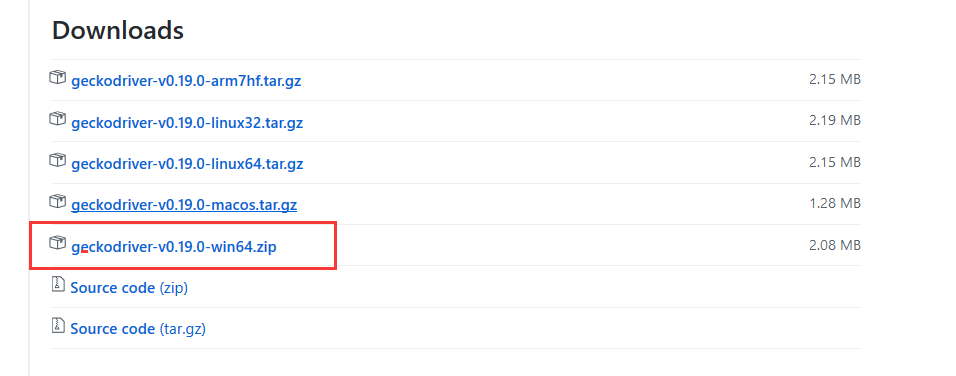 Downloads
geckodriver-v0.19.0-arm7hf.tar.gz 2.15 MB
geckodriver-v0.19.0-linux32.tar.gz 2.19 MB
geckodriver-v0.19.0-linux64.tar.gz 2.15 MB
geckodriver-v0.19.0-macos.tar.gz 1.28 MB
geckodriver-v0.19.0-win64.zip 2.08 MB
Source code (zip)
Source code (tar.gz)